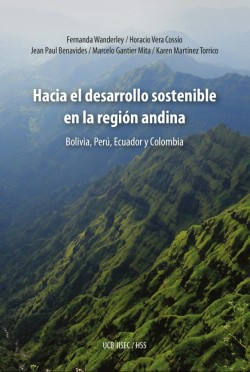 Fernanda Wanderley / Horacio Vera Cossio
Jean Paul Benavides / Marcelo Gantier Mita / Karen Martínez Torrico
Hacia el desarrollo sostenible
en la región andina
Bolivia, Perú, Ecuador y Colombia
UCB IISEC / HSS